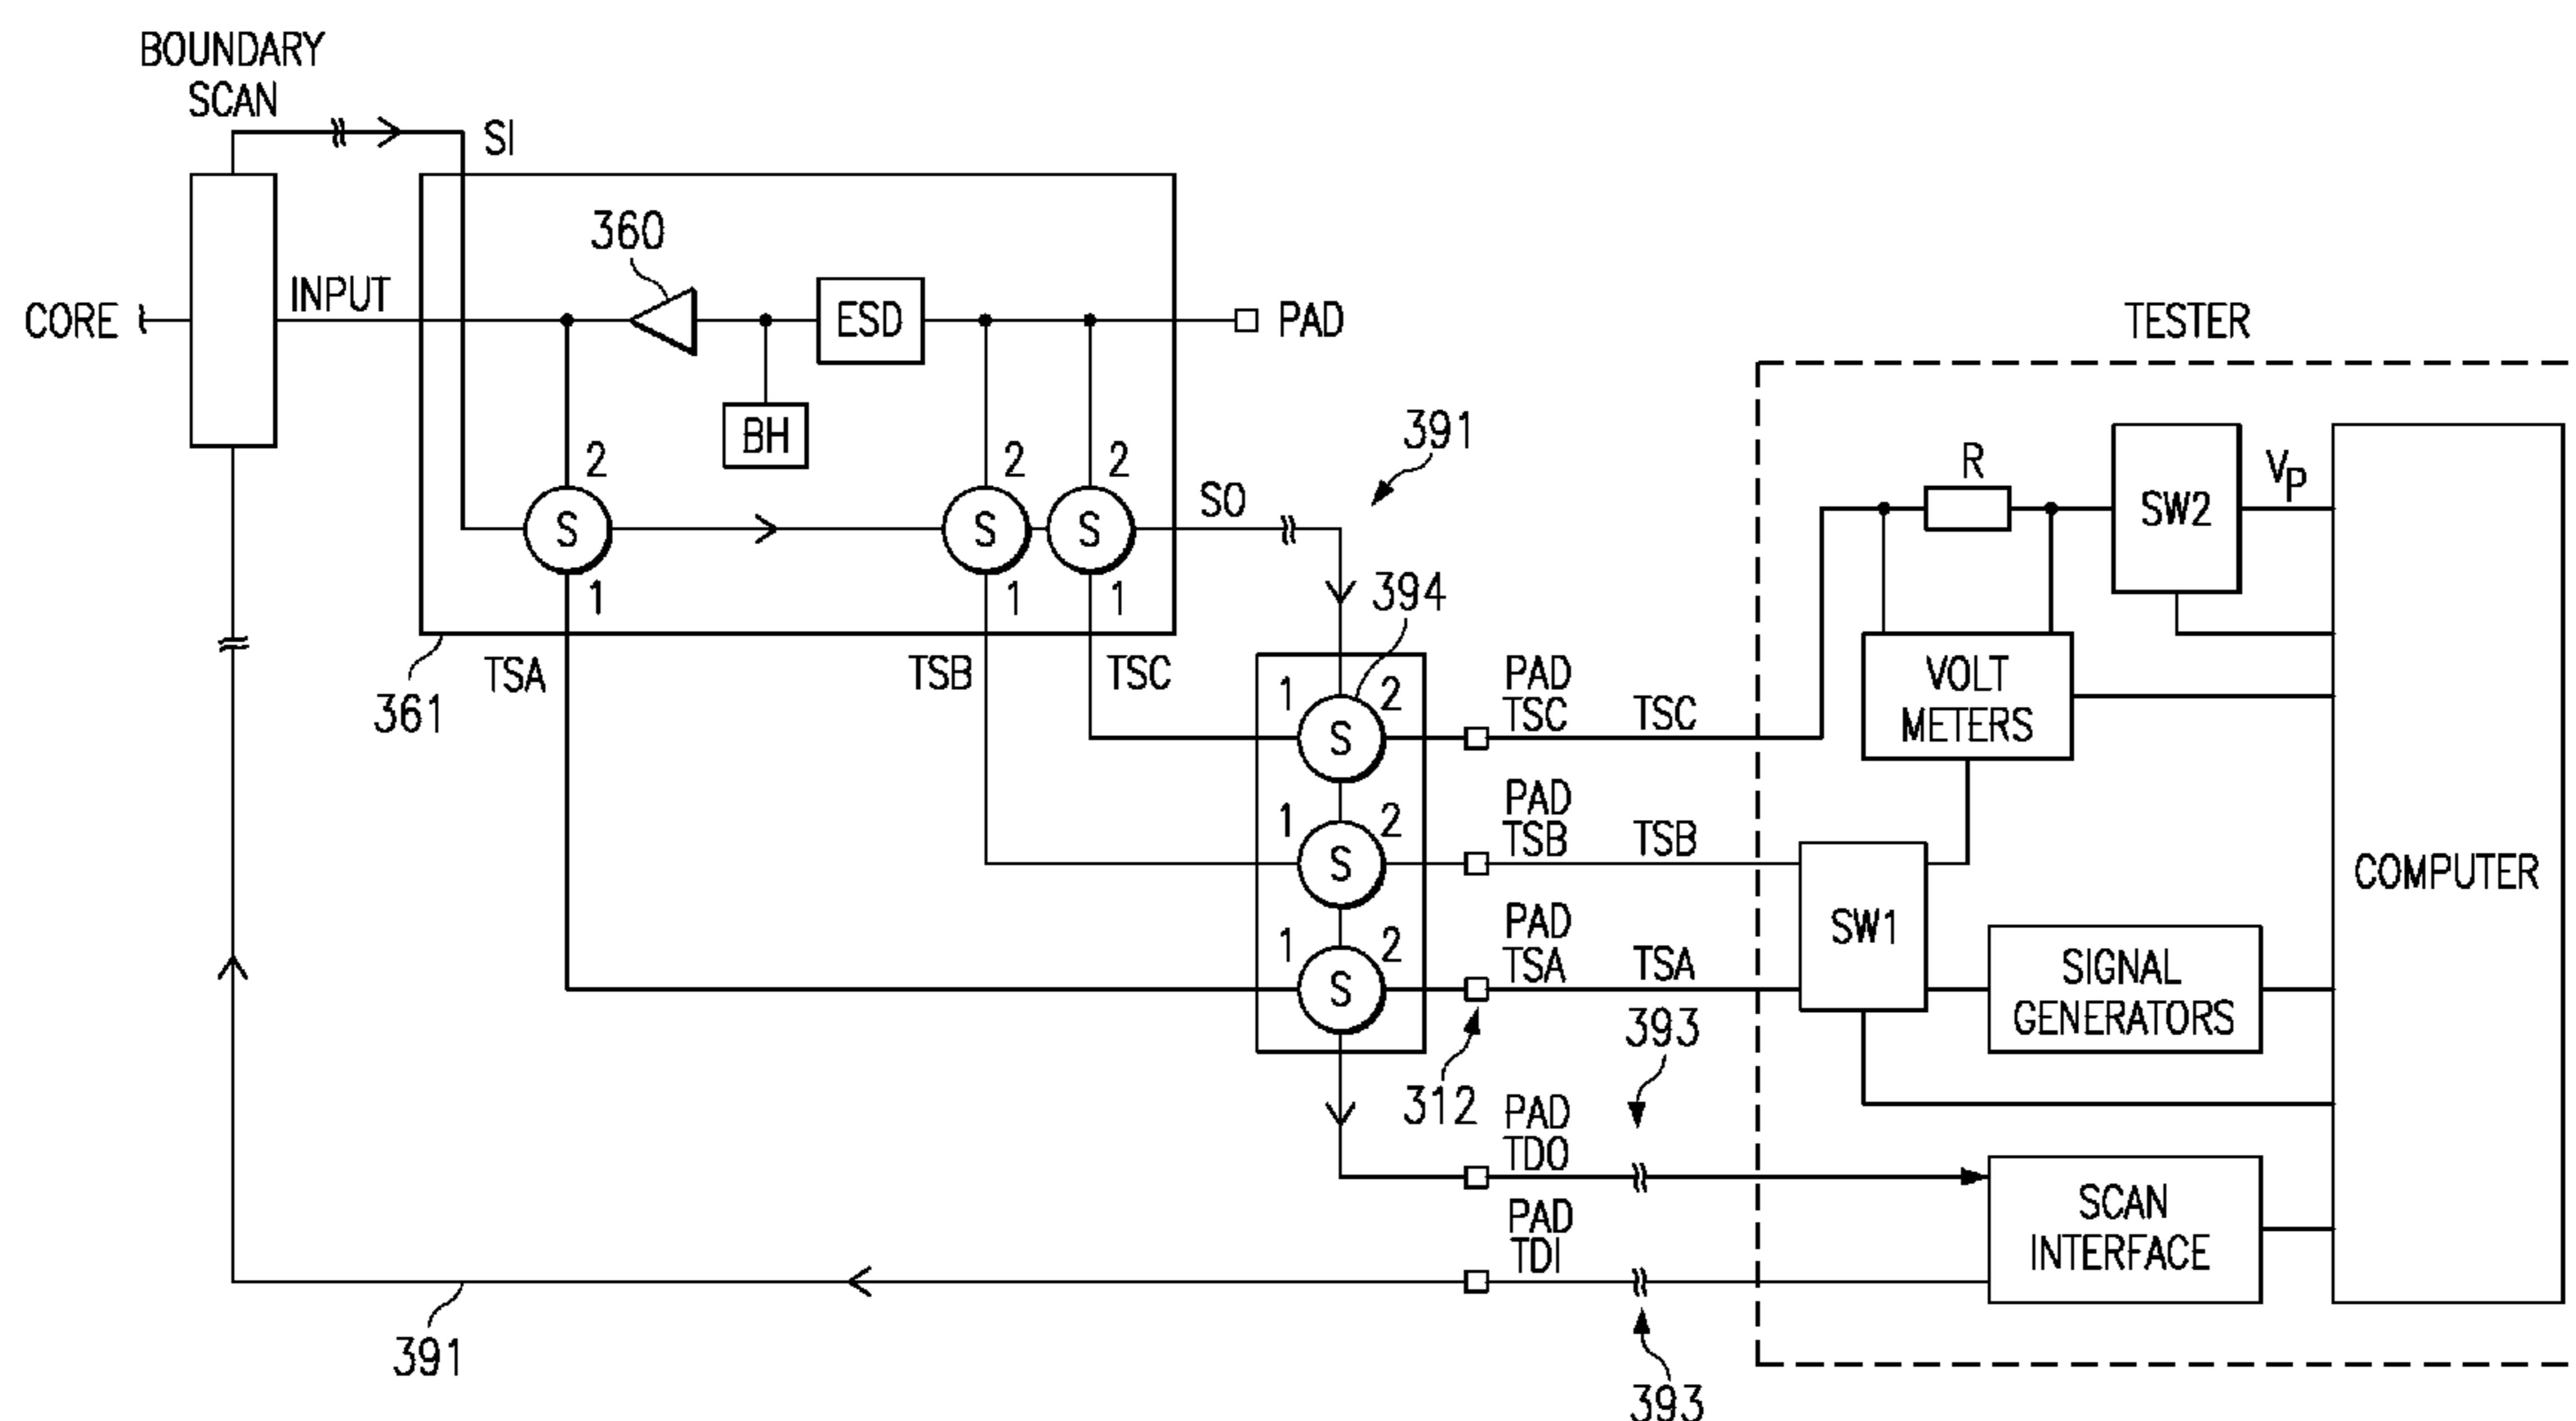 BOUNDARY
SCAN
SI
360
CORE
INPUT
ESD
PAD
BH
2
2
2
S
S
S
SO
1
1
1
391
TESTER
R
SW2
VP
394
361
TSA
TSB
TSC
1
2
S
PAD
TSC
TSC
VOLT
METERS
1
2
S
PAD
TSB
TSB
COMPUTER
1
2
S
PAD
TSA
TSA
SW1
SIGNAL
GENERATORS
312
393
PAD
TDO
PAD
TDI
SCAN
INTERFACE
391
393